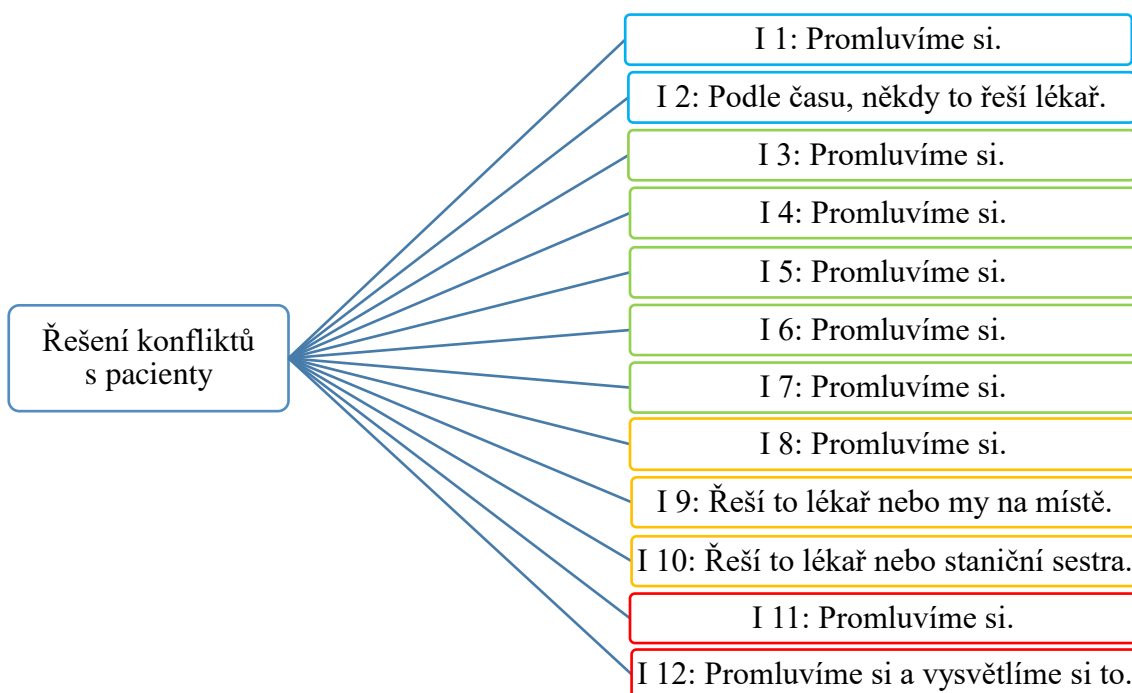 I 1: Promluvíme si.
I 2: Podle času, někdy to řeší lékař.
I 3: Promluvíme si.
I 4: Promluvíme si.
I 5: Promluvíme si.
Řešení konfliktů
s pacienty
I 6: Promluvíme si.
I 7: Promluvíme si.
I 8: Promluvíme si.
I 9: Řeší to lékař nebo my na místě.
I 10: Řeší to lékař nebo staniční sestra.
I 11: Promluvíme si.
I 12: Promluvíme si a vysvětlíme si to.